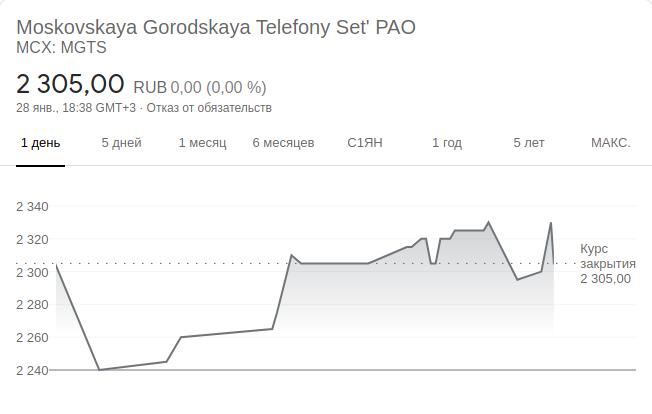 Moskovskaya Gorodskaya Telefony Set' PAO
MCX: MGTS
2 305,00 RUB 0,00 (0,00 %)
28 янв., 18:38 GMT+3 · Отказ от обязательств
1 день 5 дней 1 месяц 6 месяцев С1ЯН 1 год 5 лет МАКС.
2 340
2 320
2 300
2 280
2 260
2 240
Курс
закрытия
2 305,00